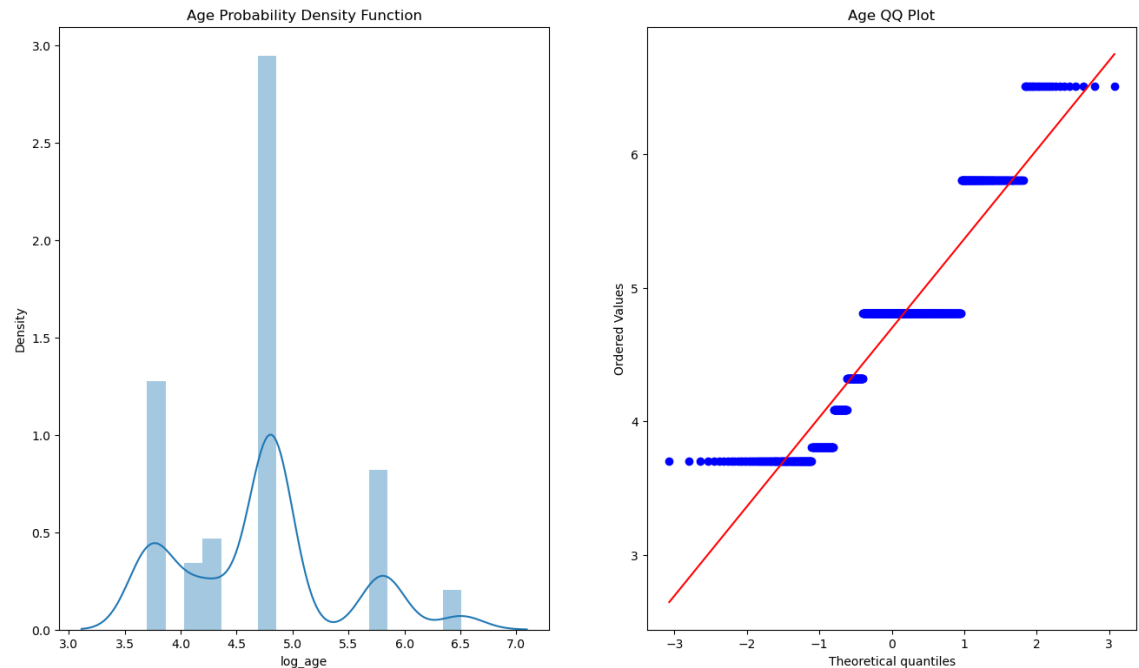 Age Probability Density Function
3.0
2.5
2.0
1.5
1.0
0.5
0.0
Density
3.0 3.5 4.0 4.5 5.0 5.5 6.0 6.5 7.0
log_age
Age QQ Plot
6
5
4
3
Ordered Values
−3 −2 −1 0 1 2 3
Theoretical quantiles